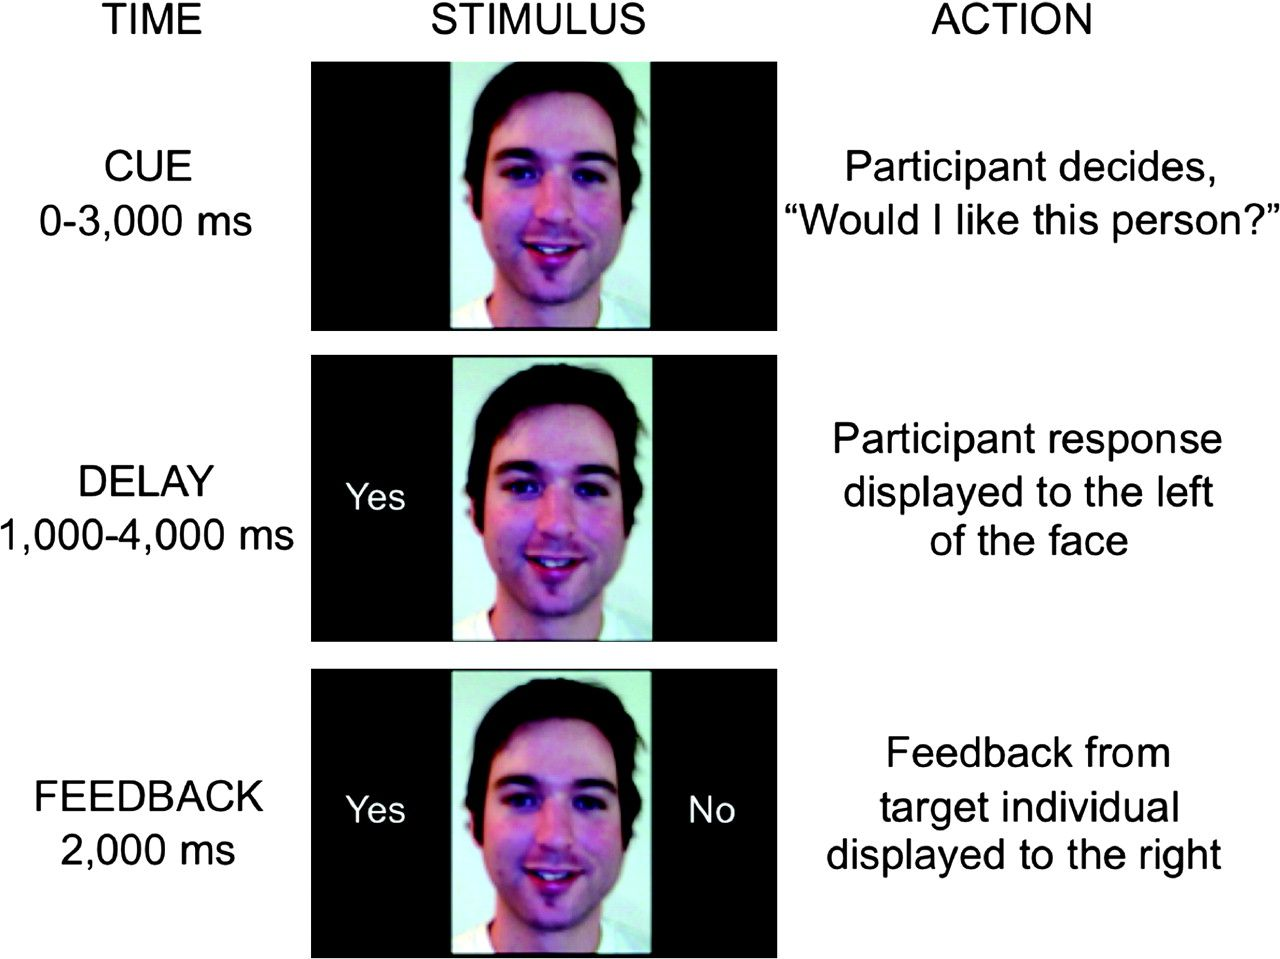 TIME STIMULUS ACTION
CUE
0-3,000 ms
Participant decides,
“Would I like this person?”
DELAY
1,000-4,000 ms
Yes
Participant response
displayed to the left
of the face
FEEDBACK
2,000 ms
Yes No
Feedback from
target individual
displayed to the right